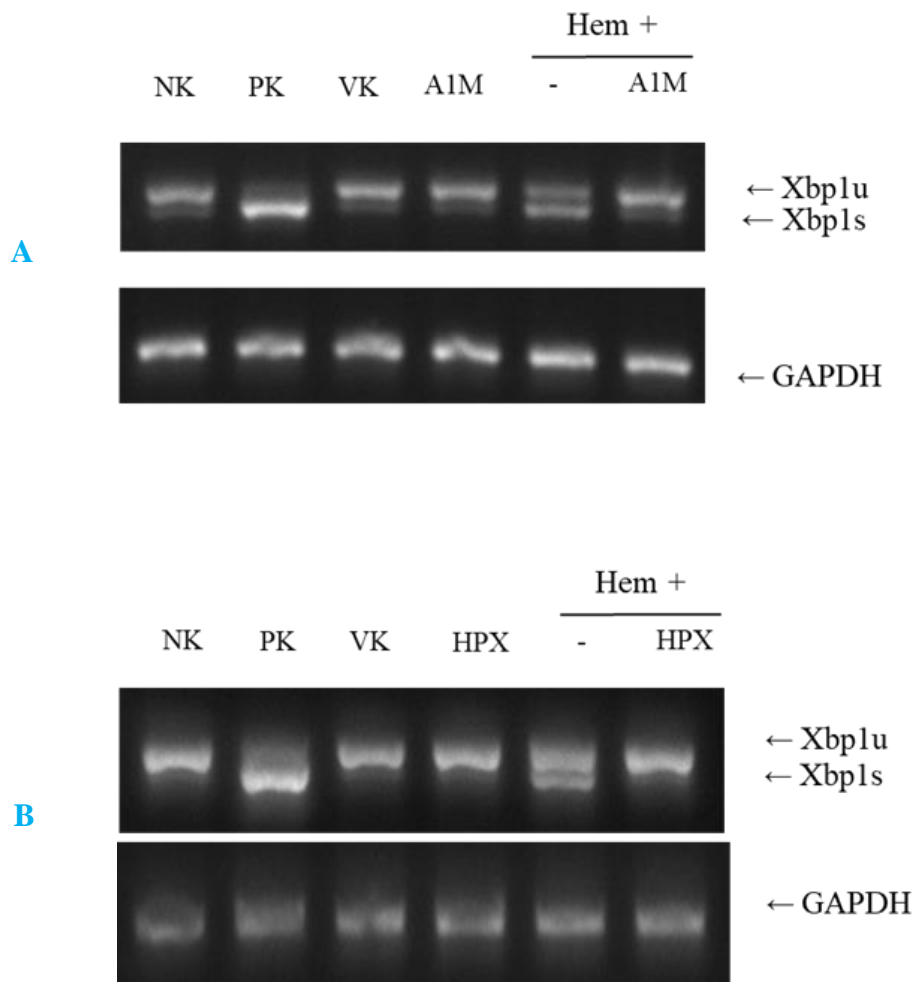 Hem +
NK PK VK A1M - A1M
← Xbp1u
← Xbp1s
A
← GAPDH
Hem +
NK PK VK HPX - HPX
← Xbp1u
← Xbp1s
B
← GAPDH